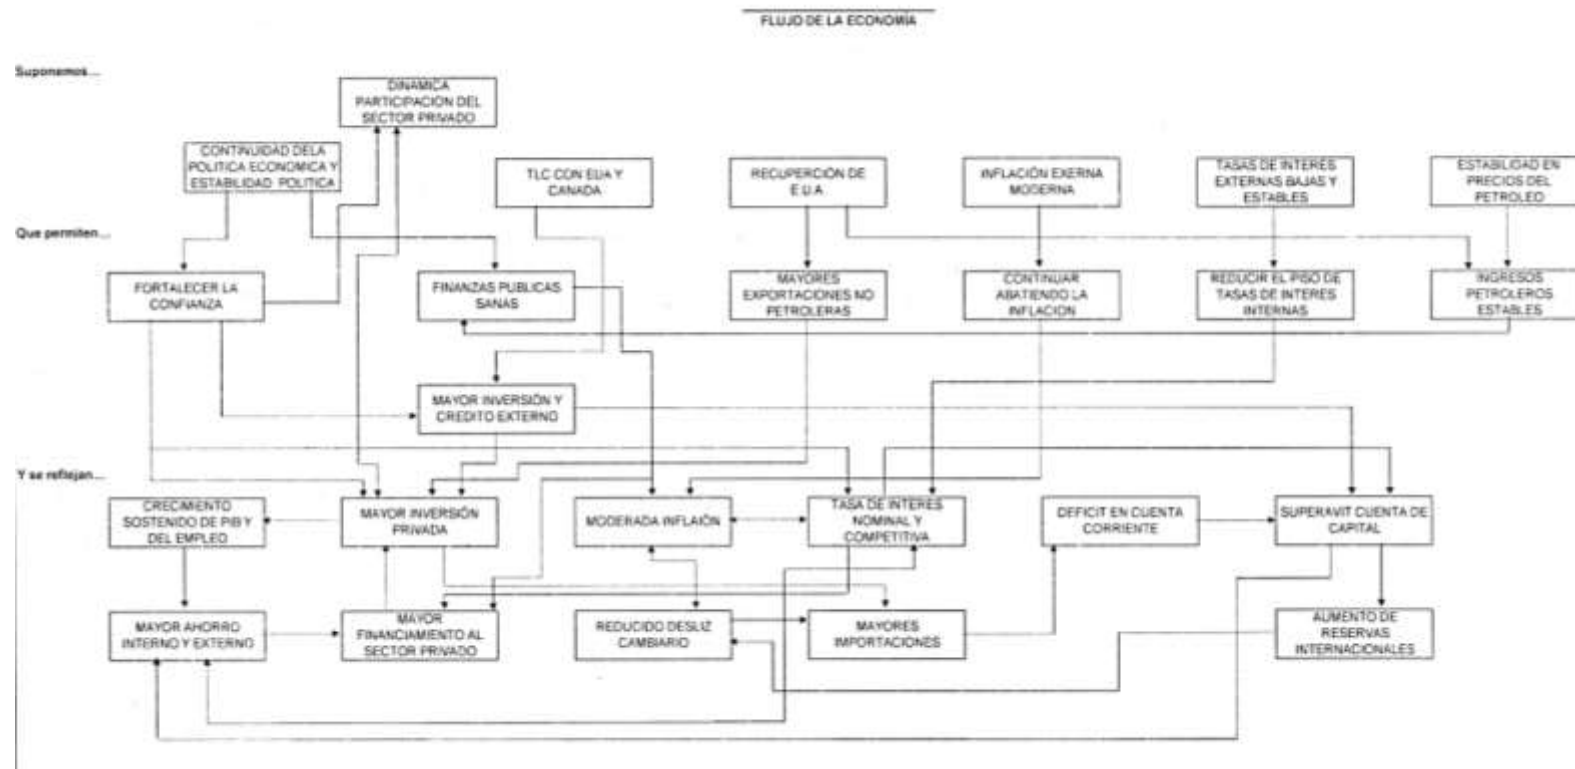 FLUJO DE LA ECONOMÍA
Suponemos...
DINAMICA
PARTICIPACIÓN DEL
SECTOR PRIVADO
CONTINUIDAD DELA
POLITICA ECONOMICA Y
ESTABILIDAD POLITICA
TLC CON EUA Y
CANADA
RECUPERCIÓN DE
E.U.A.
INFLACIÓN EXERNA
MODERNA
TASAS DE INTERES
EXTERNAS BAJAS Y
ESTABLES
ESTABILIDAD EN
PRECIOS DEL
PETROLEO
Que permiten...
FORTALECER LA
CONFIANZA
FINANZAS PUBLICAS
SANAS
MAYORES
EXPORTACIONES NO
PETROLERAS
CONTINUAR
ABATIENDO LA
INFLACION
REDUCIR EL PISO DE
TASAS DE INTERES
INTERNAS
INGRESOS
PETROLEROS
ESTABLES
MAYOR INVERSIÓN Y
CREDITO EXTERNO
Y se reflejan...
CRECIMIENTO
SOSTENIDO DE PIB Y
DEL EMPLEO
MAYOR INVERSIÓN
PRIVADA
MODERADA INFLAIÓN
TASA DE INTERES
NOMINAL Y
COMPETITIVA
DEFICIT EN CUENTA
CORRIENTE
SUPERAVIT CUENTA DE
CAPITAL
MAYOR AHORRO
INTERNO Y EXTERNO
MAYOR
FINANCIAMIENTO AL
SECTOR PRIVADO
REDUCIDO DESLIZ
CAMBIARIO
MAYORES
IMPORTACIONES
AUMENTO DE
RESERVAS
INTERNACIONALES